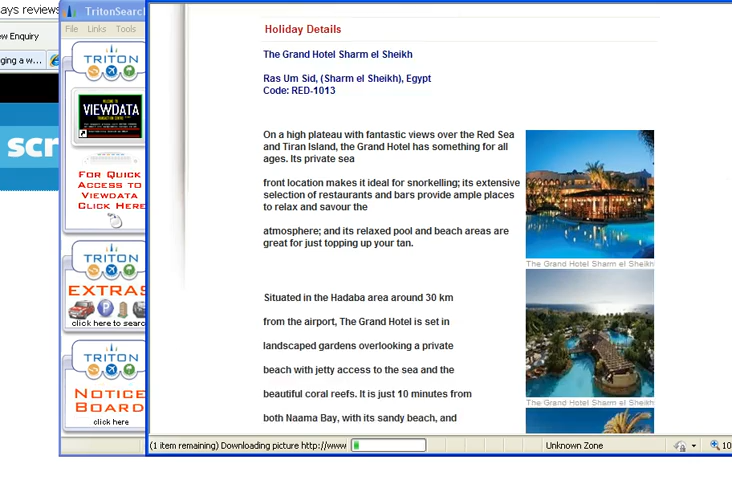 ays reviews
ew Enquiry
ging a w...
scr
TritonSearch
File Links Tools
TRITON
WELCOME TO
VIEWDATA
FOR QUICK
ACCESS TO
VIEWDATA
CLICK HERE
TRITON
EXTRAS
click here to searc
TRITON
NOTICE
BOARD
click here
Holiday Details
The Grand Hotel Sharm el Sheikh
Ras Um Sid, (Sharm el Sheikh), Egypt
Code: RED-1013
On a high plateau with fantastic views over the Red Sea
and Tiran Island, the Grand Hotel has something for all
ages. Its private sea
front location makes it ideal for snorkelling; its extensive
selection of restaurants and bars provide ample places
to relax and savour the
atmosphere; and its relaxed pool and beach areas are
great for just topping up your tan.
The Grand Hotel Sharm el Sheikh
Situated in the Hadaba area around 30 km
from the airport, The Grand Hotel is set in
landscaped gardens overlooking a private
beach with jetty access to the sea and the
beautiful coral reefs. It is just 10 minutes from
both Naama Bay, with its sandy beach, and
The Grand Hotel Sharm el Sheikh
(1 item remaining) Downloading picture http://www
Unknown Zone
10